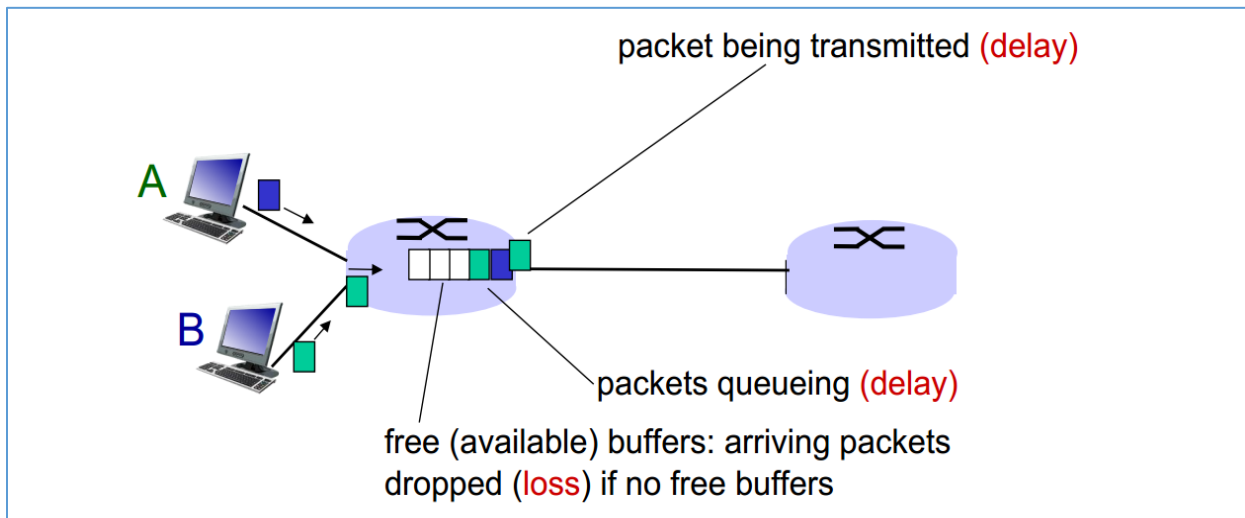 packet being transmitted (delay)
A
B
packets queueing (delay)
free (available) buffers: arriving packets
dropped (loss) if no free buffers